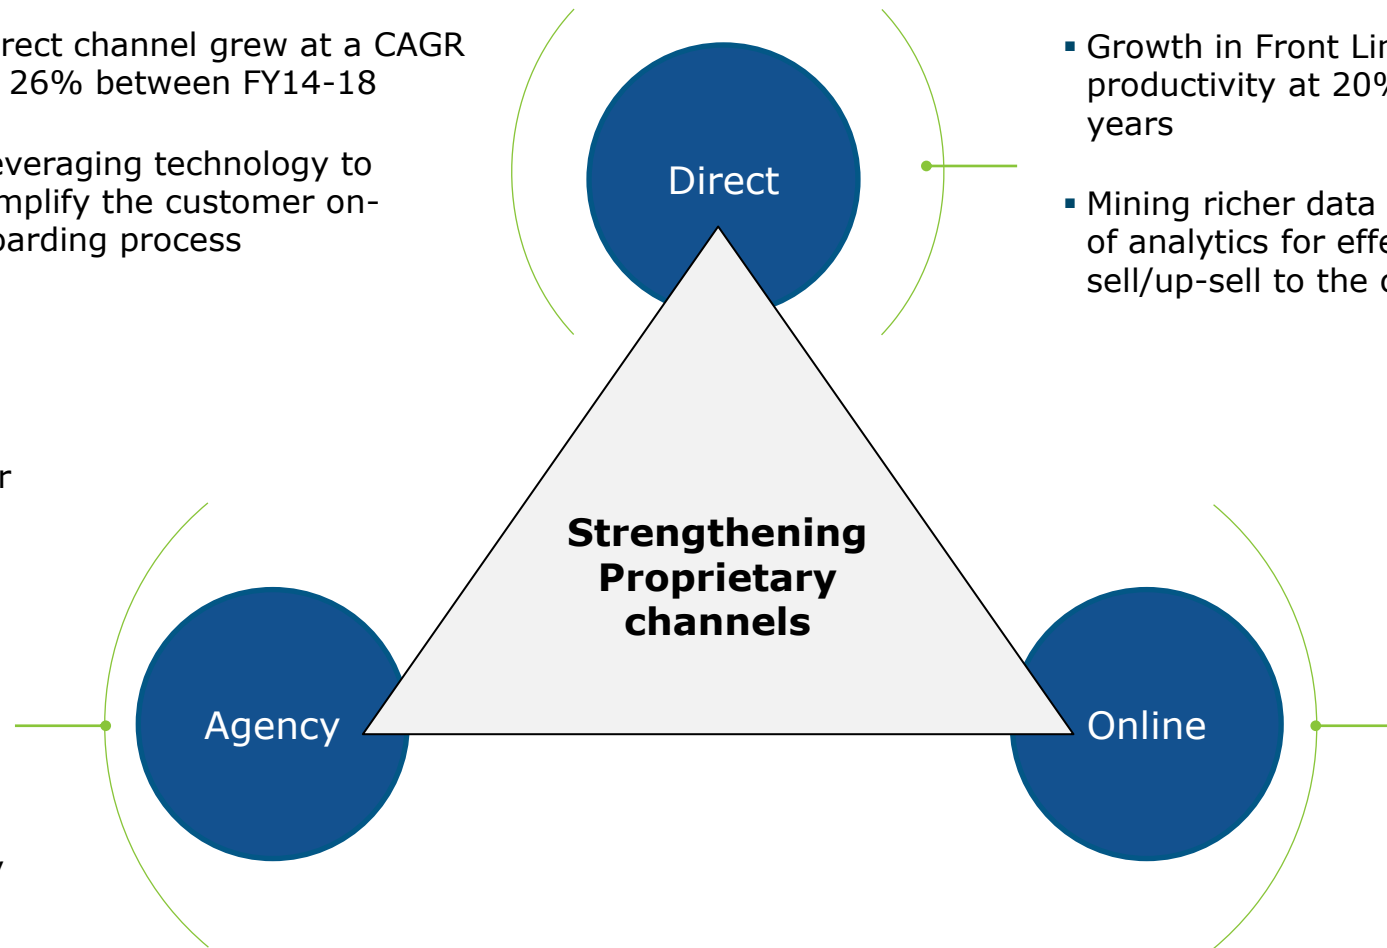 rect channel grew at a CAGR
26% between FY14-18
everaging technology to
mplify the customer on-
oarding process
▪ Growth in Front Lin
productivity at 20%
years
▪ Mining richer data
of analytics for effe
sell/up-sell to the
Direct
r
Strengthening
Proprietary
channels
Agency
Online